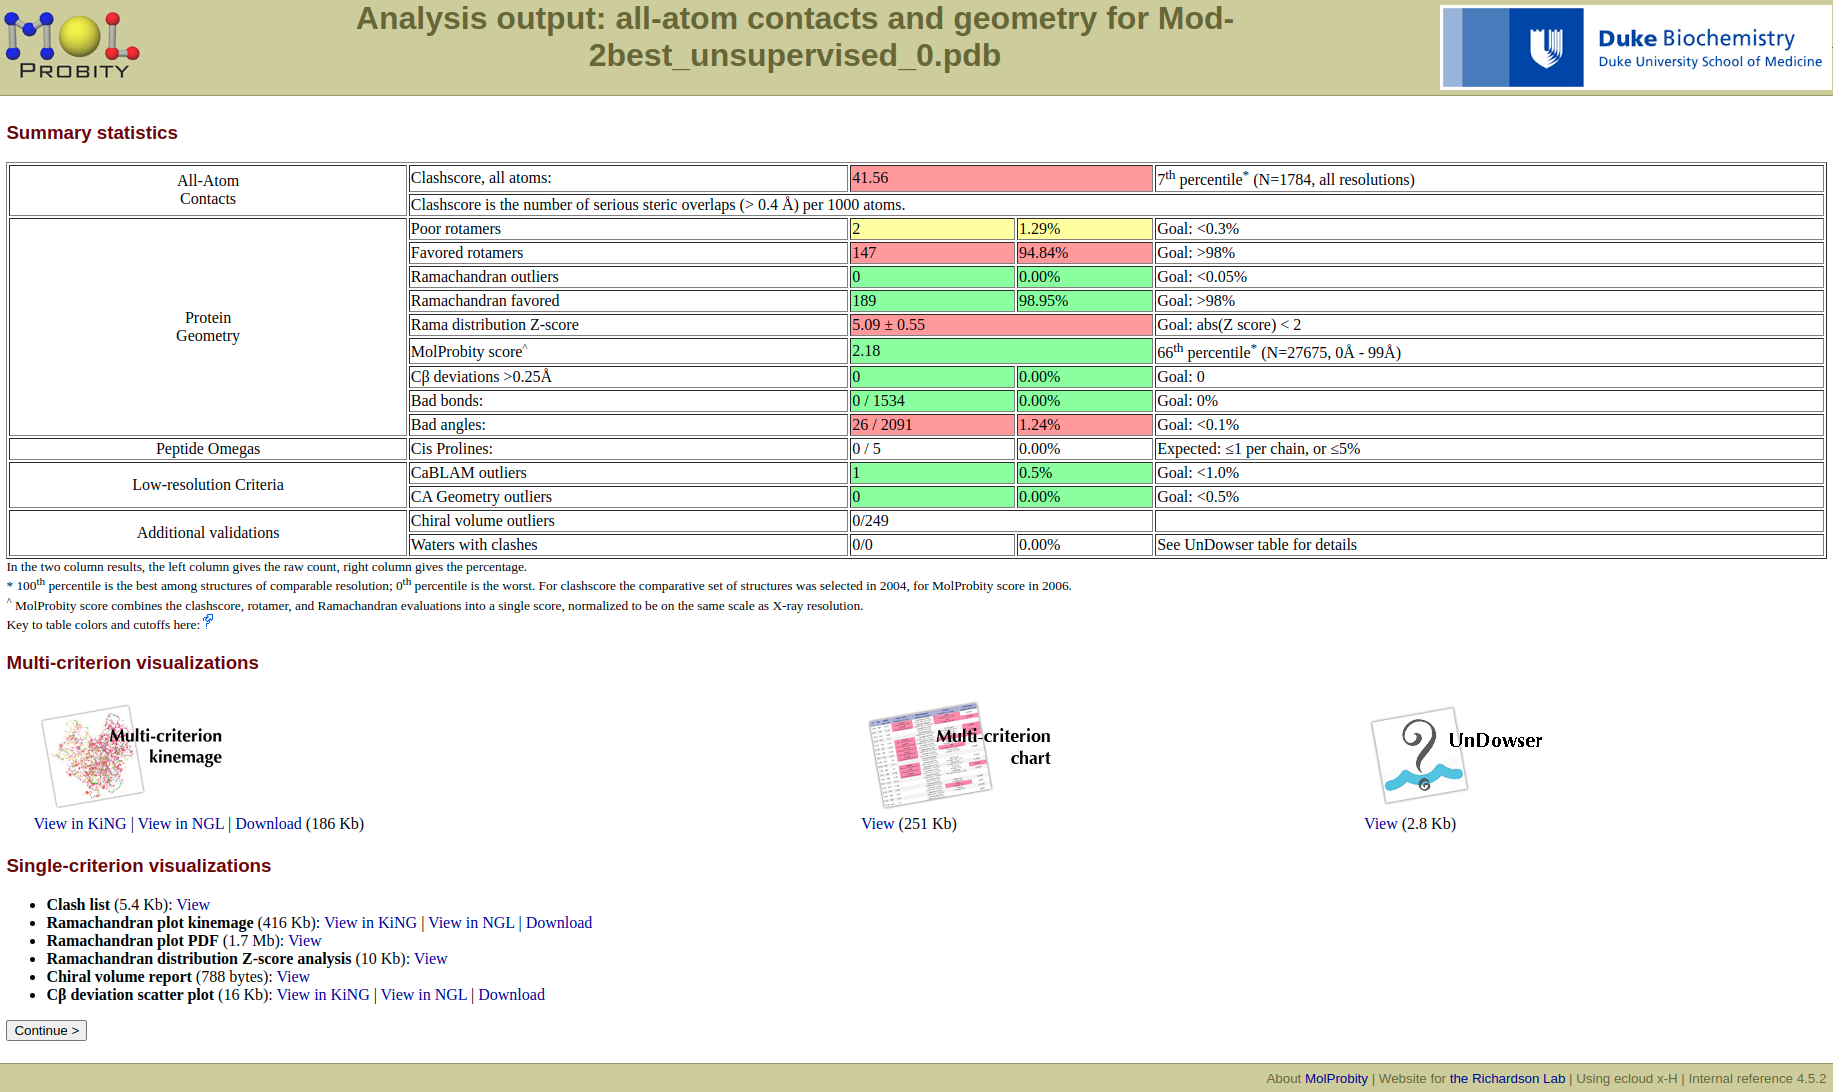 Analysis output: all-atom contacts and geometry for Mod-
2best_unsupervised_0.pdb
PROBITY
Duke Biochemistry
Duke University School of Medicine
Summary statistics
All-Atom
Contacts
Clashscore, all atoms: 41.56 7th percentile* (N=1784, all resolutions)
Clashscore is the number of serious steric overlaps (> 0.4 Å) per 1000 atoms.
Protein
Geometry
Poor rotamers 2 1.29% Goal: <0.3%
Favored rotamers 147 94.84% Goal: >98%
Ramachandran outliers 0 0.00% Goal: <0.05%
Ramachandran favored 189 98.95% Goal: >98%
Rama distribution Z-score 5.09 ± 0.55 Goal: abs(Z score) < 2
MolProbity score^ 2.18 66th percentile* (N=27675, 0Å - 99Å)
Cβ deviations >0.25Å 0 0.00% Goal: 0
Bad bonds: 0 / 1534 0.00% Goal: 0%
Bad angles: 26 / 2091 1.24% Goal: <0.1%
Peptide Omegas Cis Prolines: 0 / 5 0.00% Expected: ≤1 per chain, or ≤5%
Low-resolution Criteria
CaBLAM outliers 1 0.5% Goal: <1.0%
CA Geometry outliers 0 0.00% Goal: <0.5%
Additional validations
Chiral volume outliers 0/249
Waters with clashes 0/0 0.00% See UnDowser table for details
In the two column results, the left column gives the raw count, right column gives the percentage.
* 100th percentile is the best among structures of comparable resolution; 0th percentile is the worst. For clashscore the comparative set of structures was selected in 2004, for MolProbity score in 2006.
^ MolProbity score combines the clashscore, rotamer, and Ramachandran evaluations into a single score, normalized to be on the same scale as X-ray resolution.
Key to table colors and cutoffs here:
Multi-criterion visualizations
Multi-criterion
kinemage
Multi-criterion
chart
UnDowser
View in KiNG | View in NGL | Download (186 Kb)
View (251 Kb)
View (2.8 Kb)
Single-criterion visualizations
• Clash list (5.4 Kb): View
• Ramachandran plot kinemage (416 Kb): View in KiNG | View in NGL | Download
• Ramachandran plot PDF (1.7 Mb): View
• Ramachandran distribution Z-score analysis (10 Kb): View
• Chiral volume report (788 bytes): View
• Cβ deviation scatter plot (16 Kb): View in KiNG | View in NGL | Download
Continue >
About MolProbity | Website for the Richardson Lab | Using ecloud x-H | Internal reference 4.5.2